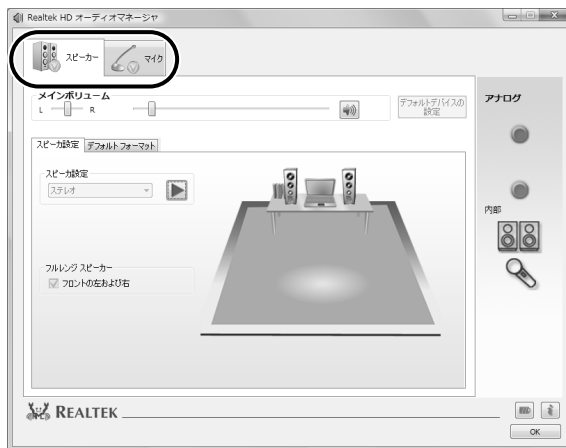 Realtek HD オーディオマネージャ
スピーカー
マイク
メインボリューム
L
R
デフォルトデバイスの
設定
スピーカ設定
デフォルト フォーマット
スピーカ設定
ステレオ
フルレンジ スピーカー
フロントの左および右
アナログ
内部
REALTEK
OK